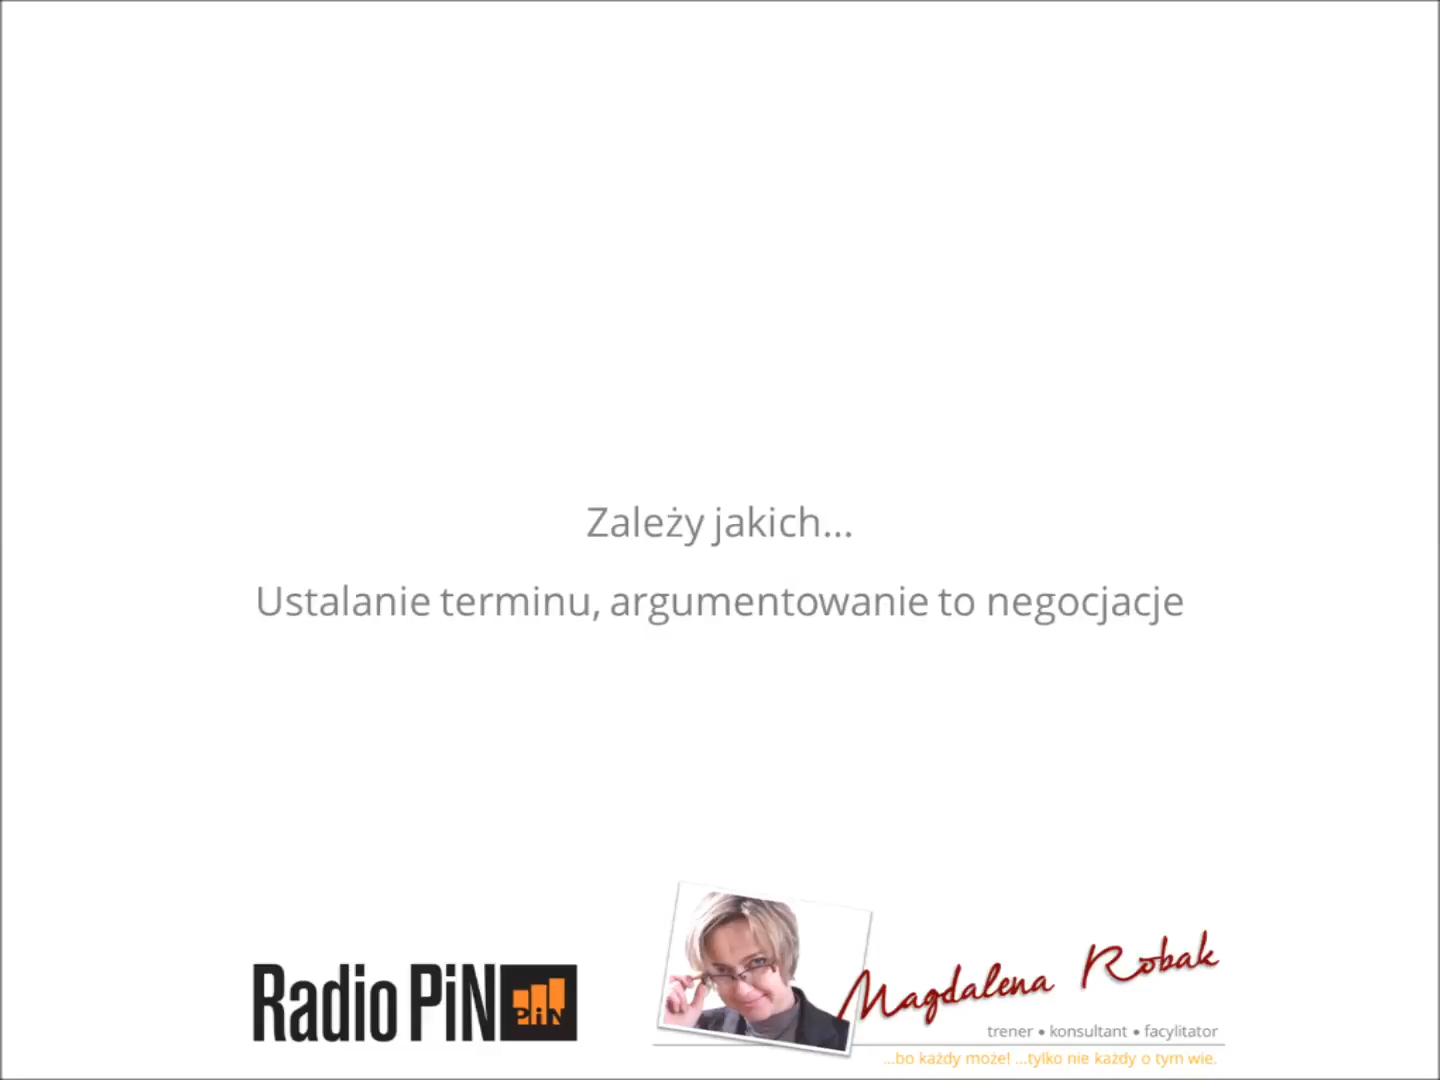 Zależy jakich...
Ustalanie terminu, argumentowanie to negocjacje
Radio PiN PiN
Magdalena Robak
trener • konsultant • facylitator
...bo każdy może! ...tylko nie każdy o tym wie.